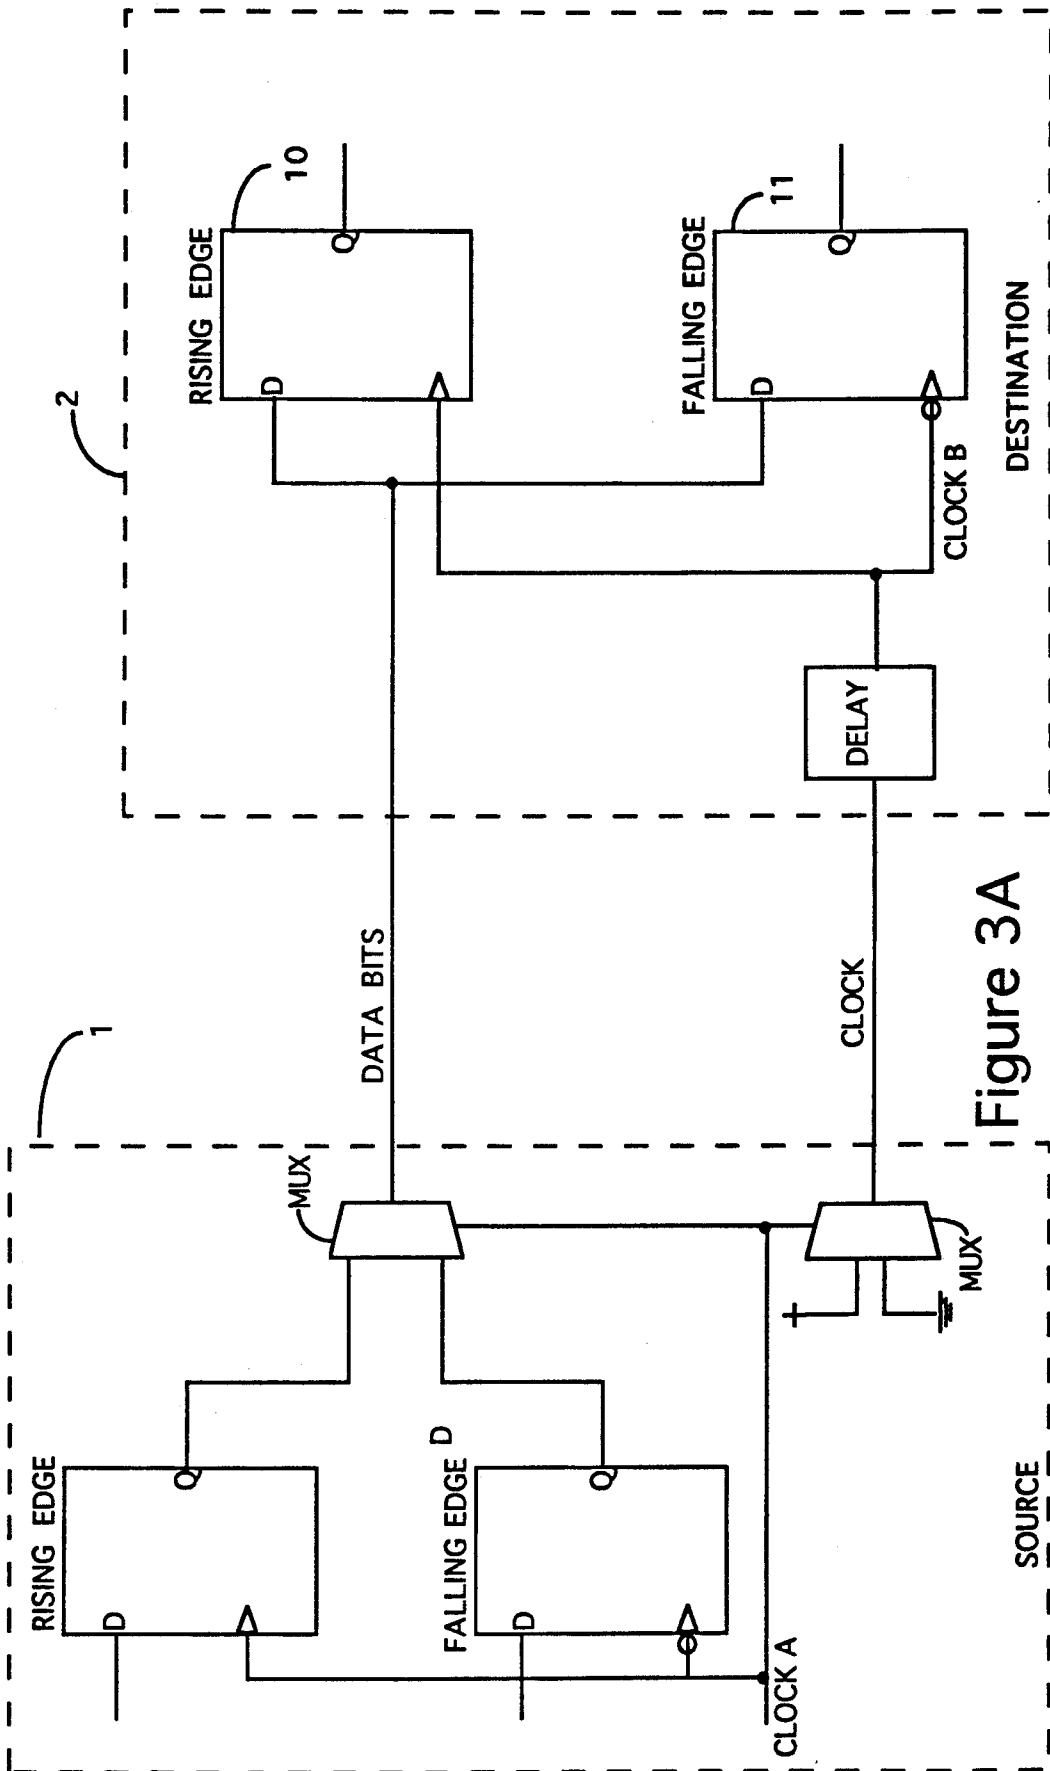 1
2
RISING EDGE
D
Q
MUX
DATA BITS
RISING EDGE
10
D
Q
FALLING EDGE
D
D
Q
FALLING EDGE
11
D
Q
CLOCK A
MUX
CLOCK
DELAY
CLOCK B
SOURCE
Figure 3A
DESTINATION